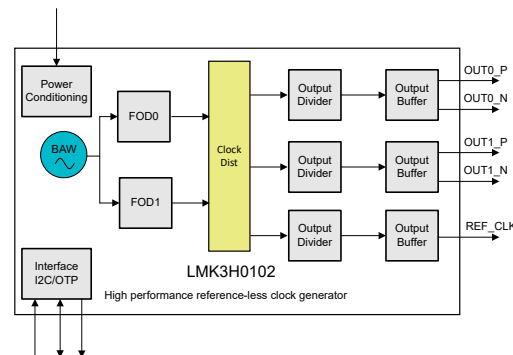 Power
Conditioning
BAW
FOD0
FOD1
Clock
Dist
Output
Divider
Output
Buffer
OUT0_P
OUT0_N
Output
Divider
Output
Buffer
OUT1_P
OUT1_N
Output
Divider
Output
Buffer
REF_CLK
Interface
I2C/OTP
LMK3H0102
High performance reference-less clock generator